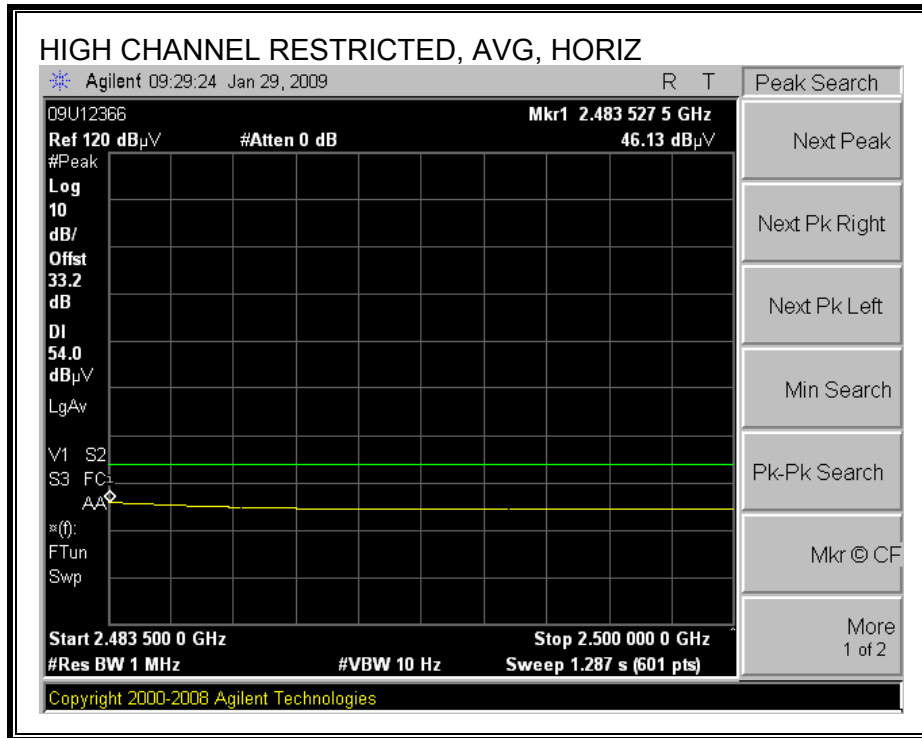 HIGH CHANNEL RESTRICTED, AVG, HORIZ
Agilent 09:29:24 Jan 29, 2009 R T Peak Search
09U12366 Mkr1 2.483 527 5 GHz
Ref 120 dBμV #Atten 0 dB 46.13 dBμV
#Peak
Log
10
dB/
Offst
33.2
dB
DI
54.0
dBμV
LgAv
V1 S2
S3 FC
AA
¤(f):
FTun
Swp
1
Start 2.483 500 0 GHz Stop 2.500 000 0 GHz
#Res BW 1 MHz #VBW 10 Hz Sweep 1.287 s (601 pts)
Copyright 2000-2008 Agilent Technologies
Next Peak
Next Pk Right
Next Pk Left
Min Search
Pk-Pk Search
Mkr © CF
More
1 of 2